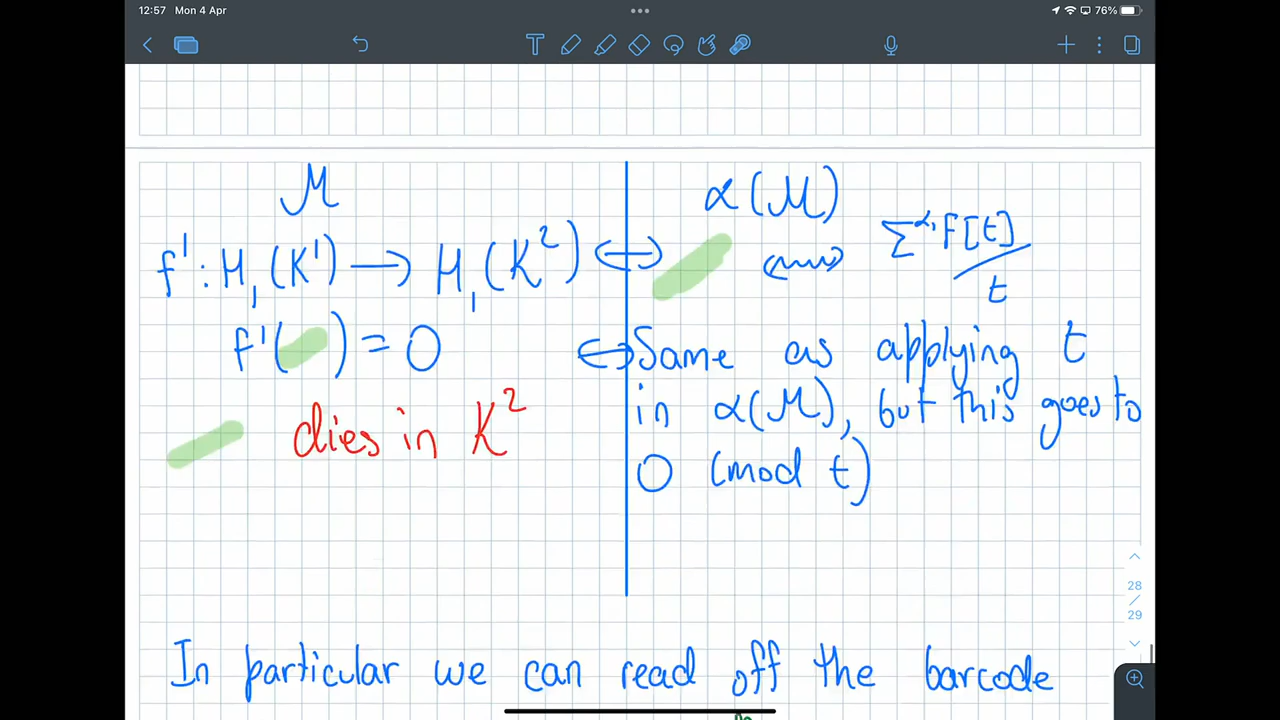 12:57 Mon 4 Apr
76%
M
α(M)
f¹: H₁(K¹) → H₁(K²) ↔
Σ^α₁ F[t] / t
f¹( ) = 0
↔ Same as applying t
in α(M), but this goes to
0 (mod t)
dies in K²
28
/
29
In particular we can read off the barcode